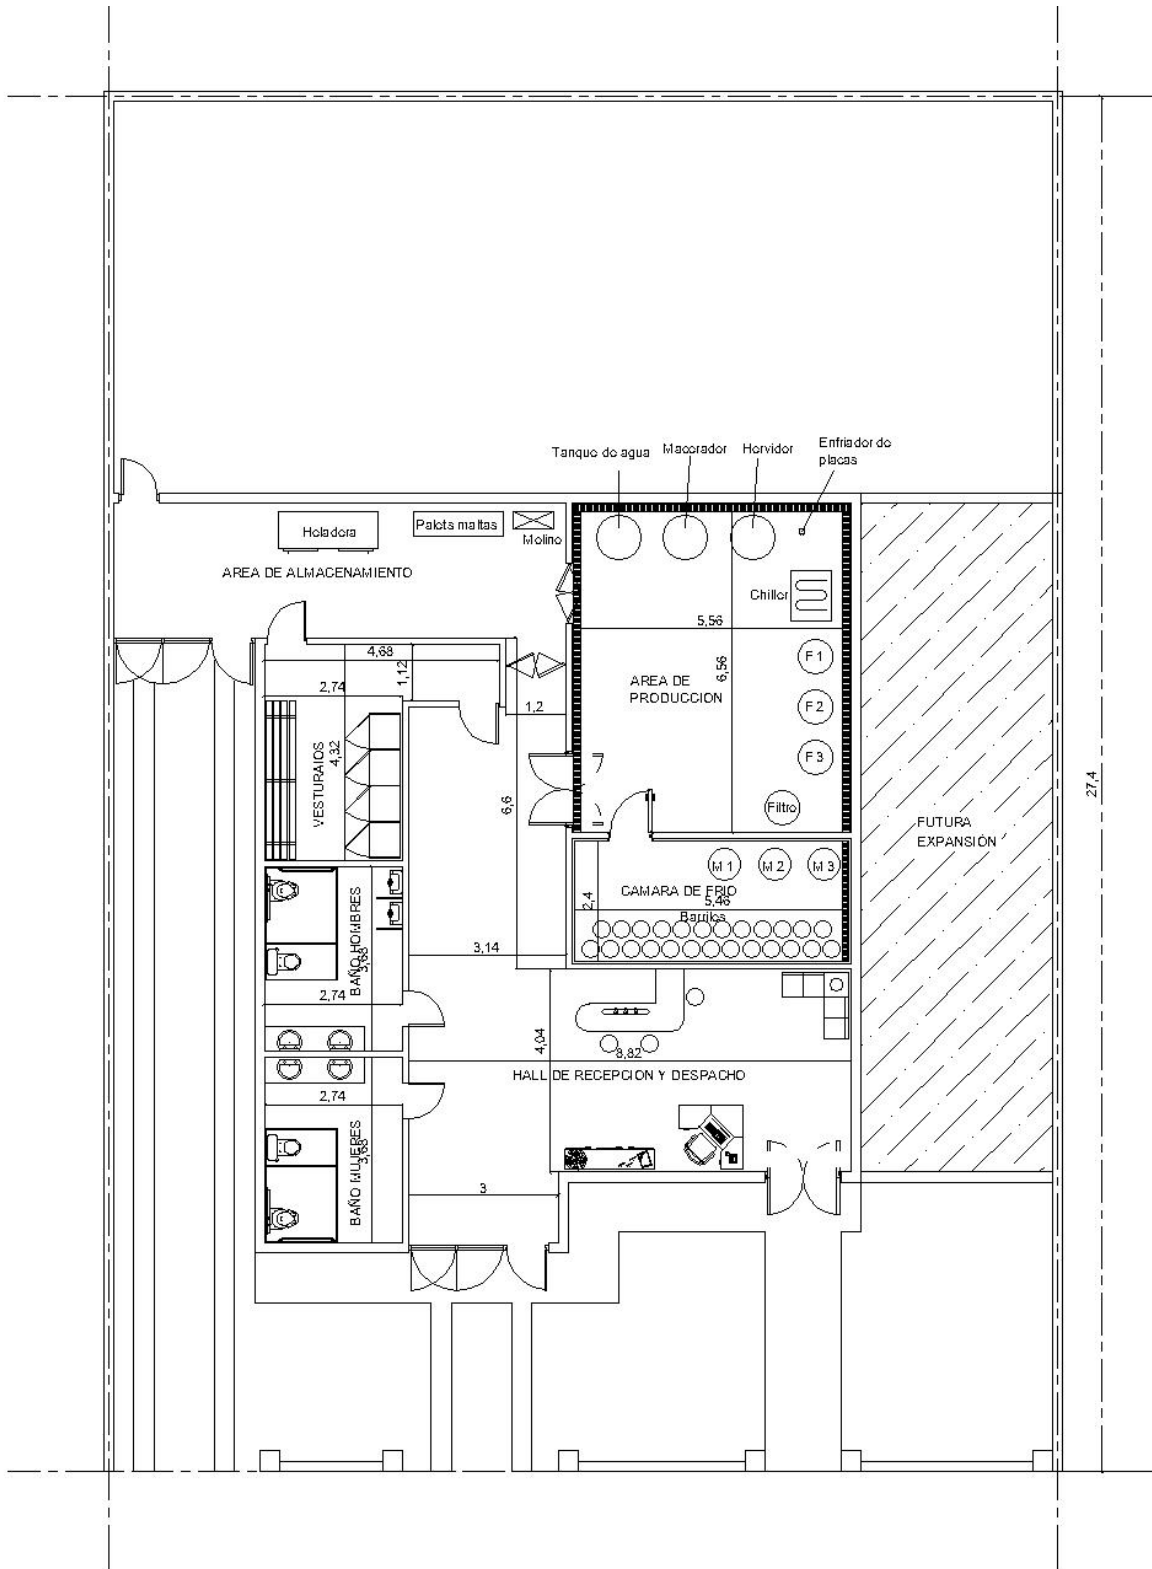 Tanque de agua
Macerador
Hervidor
Enfriador de
placas
Heladera
Palets maltas
Molino
AREA DE ALMACENAMIENTO
Chiller
5,56
6,56
4,68
1,12
2,74
1,2
AREA DE
PRODUCCION
F 1
F 2
F 3
Filtro
VESTURAIOS
4,32
6,6
27,4
FUTURA
EXPANSIÓN
M 1
M 2
M 3
CAMARA DE FRIO
5,46
2,4
Barriles
BAÑO HOMBRES
3,68
3,14
2,74
4,04
8,82
HALL DE RECEPCION Y DESPACHO
2,74
BAÑO MUJERES
3,68
3